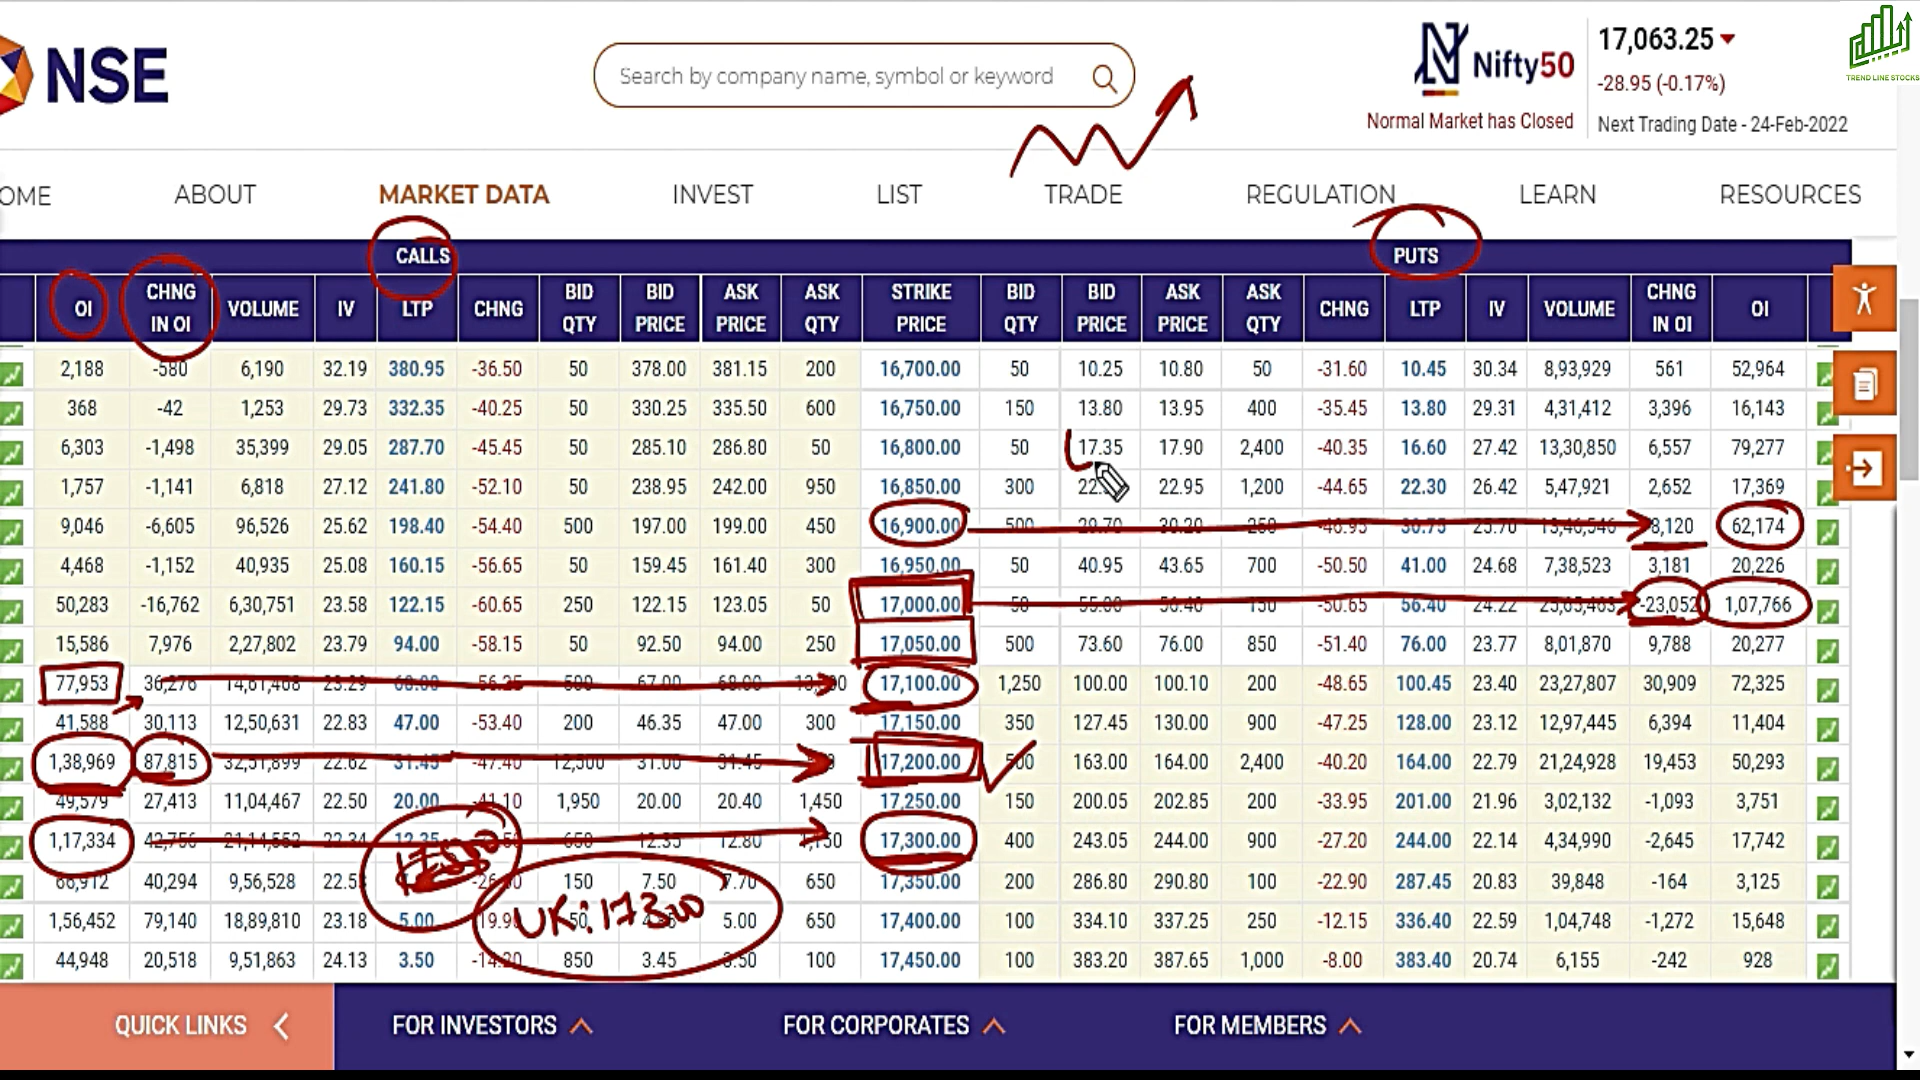 NSE
Search by company name, symbol or keyword
Nifty50
17,063.25
-28.95 (-0.17%)
Normal Market has Closed
Next Trading Date - 24-Feb-2022
TREND LINE STOCKS
OME ABOUT MARKET DATA INVEST LIST TRADE REGULATION LEARN RESOURCES
CALLS PUTS
OI CHNG IN OI VOLUME IV LTP CHNG BID QTY BID PRICE ASK PRICE ASK QTY STRIKE PRICE BID QTY BID PRICE ASK PRICE ASK QTY CHNG LTP IV VOLUME CHNG IN OI OI
2,188 -580 6,190 32.19 380.95 -36.50 50 378.00 381.15 200 16,700.00 50 10.25 10.80 50 -31.60 10.45 30.34 8,93,929 561 52,964
368 -42 1,253 29.73 332.35 -40.25 50 330.25 335.50 600 16,750.00 150 13.80 13.95 400 -35.45 13.80 29.31 4,31,412 3,396 16,143
6,303 -1,498 35,399 29.05 287.70 -45.45 50 285.10 286.80 50 16,800.00 50 17.35 17.90 2,400 -40.35 16.60 27.42 13,30,850 6,557 79,277
1,757 -1,141 6,818 27.12 241.80 -52.10 50 238.95 242.00 950 16,850.00 300 22.95 1,200 -44.65 22.30 26.42 5,47,921 2,652 17,369
9,046 -6,605 96,526 25.62 198.40 -54.40 500 197.00 199.00 450 16,900.00 8,120 62,174
4,468 -1,152 40,935 25.08 160.15 -56.65 50 159.45 161.40 300 16,950.00 50 40.95 43.65 700 -50.50 41.00 24.68 7,38,523 3,181 20,226
50,283 -16,762 6,30,751 23.58 122.15 -60.65 250 122.15 123.05 50 17,000.00 -23,052 1,07,766
15,586 7,976 2,27,802 23.79 94.00 -58.15 50 92.50 94.00 250 17,050.00 500 73.60 76.00 850 -51.40 76.00 23.77 8,01,870 9,788 20,277
77,953 36,276 17,100.00 1,250 100.00 100.10 200 -48.65 100.45 23.40 23,27,807 30,909 72,325
41,588 30,113 12,50,631 22.83 47.00 -53.40 200 46.35 47.00 300 17,150.00 350 127.45 130.00 900 -47.25 128.00 23.12 12,97,445 6,394 11,404
1,38,969 87,815 17,200.00 500 163.00 164.00 2,400 -40.20 164.00 22.79 21,24,928 19,453 50,293
49,579 27,413 11,04,467 22.50 20.00 -41.10 1,950 20.00 20.40 1,450 17,250.00 150 200.05 202.85 200 -33.95 201.00 21.96 3,02,132 -1,093 3,751
1,17,334 42,756 17,300.00 400 243.05 244.00 900 -27.20 244.00 22.14 4,34,990 -2,645 17,742
66,912 40,294 9,56,528 150 7.50 7.70 650 17,350.00 200 286.80 290.80 100 -22.90 287.45 20.83 39,848 -164 3,125
1,56,452 79,140 18,89,810 23.18 5.00 5.00 650 17,400.00 100 334.10 337.25 250 -12.15 336.40 22.59 1,04,748 -1,272 15,648
UK: 17300
44,948 20,518 9,51,863 24.13 3.50 850 3.45 3.50 100 17,450.00 100 383.20 387.65 1,000 -8.00 383.40 20.74 6,155 -242 928
QUICK LINKS FOR INVESTORS FOR CORPORATES FOR MEMBERS